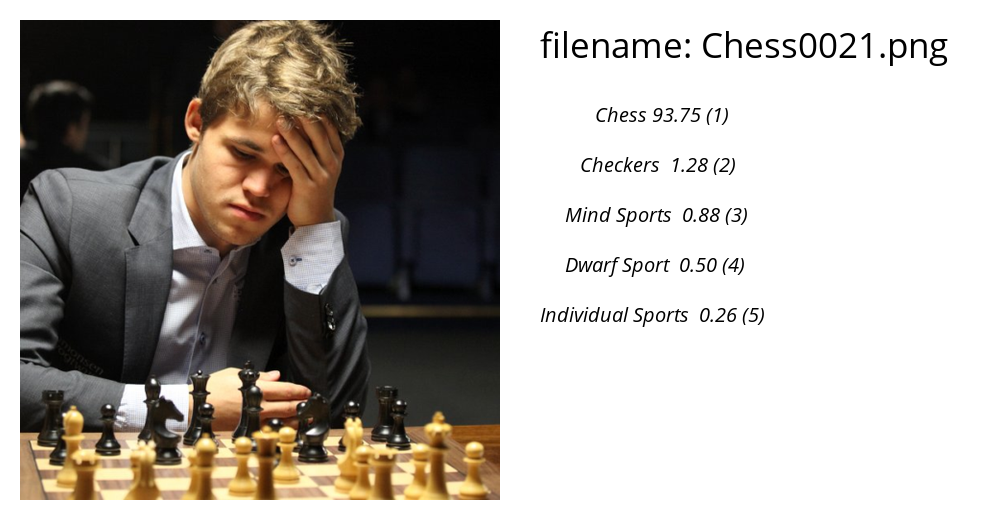 filename: Chess0021.png
Chess 93.75 (1)
Checkers 1.28 (2)
Mind Sports 0.88 (3)
Dwarf Sport 0.50 (4)
Individual Sports 0.26 (5)